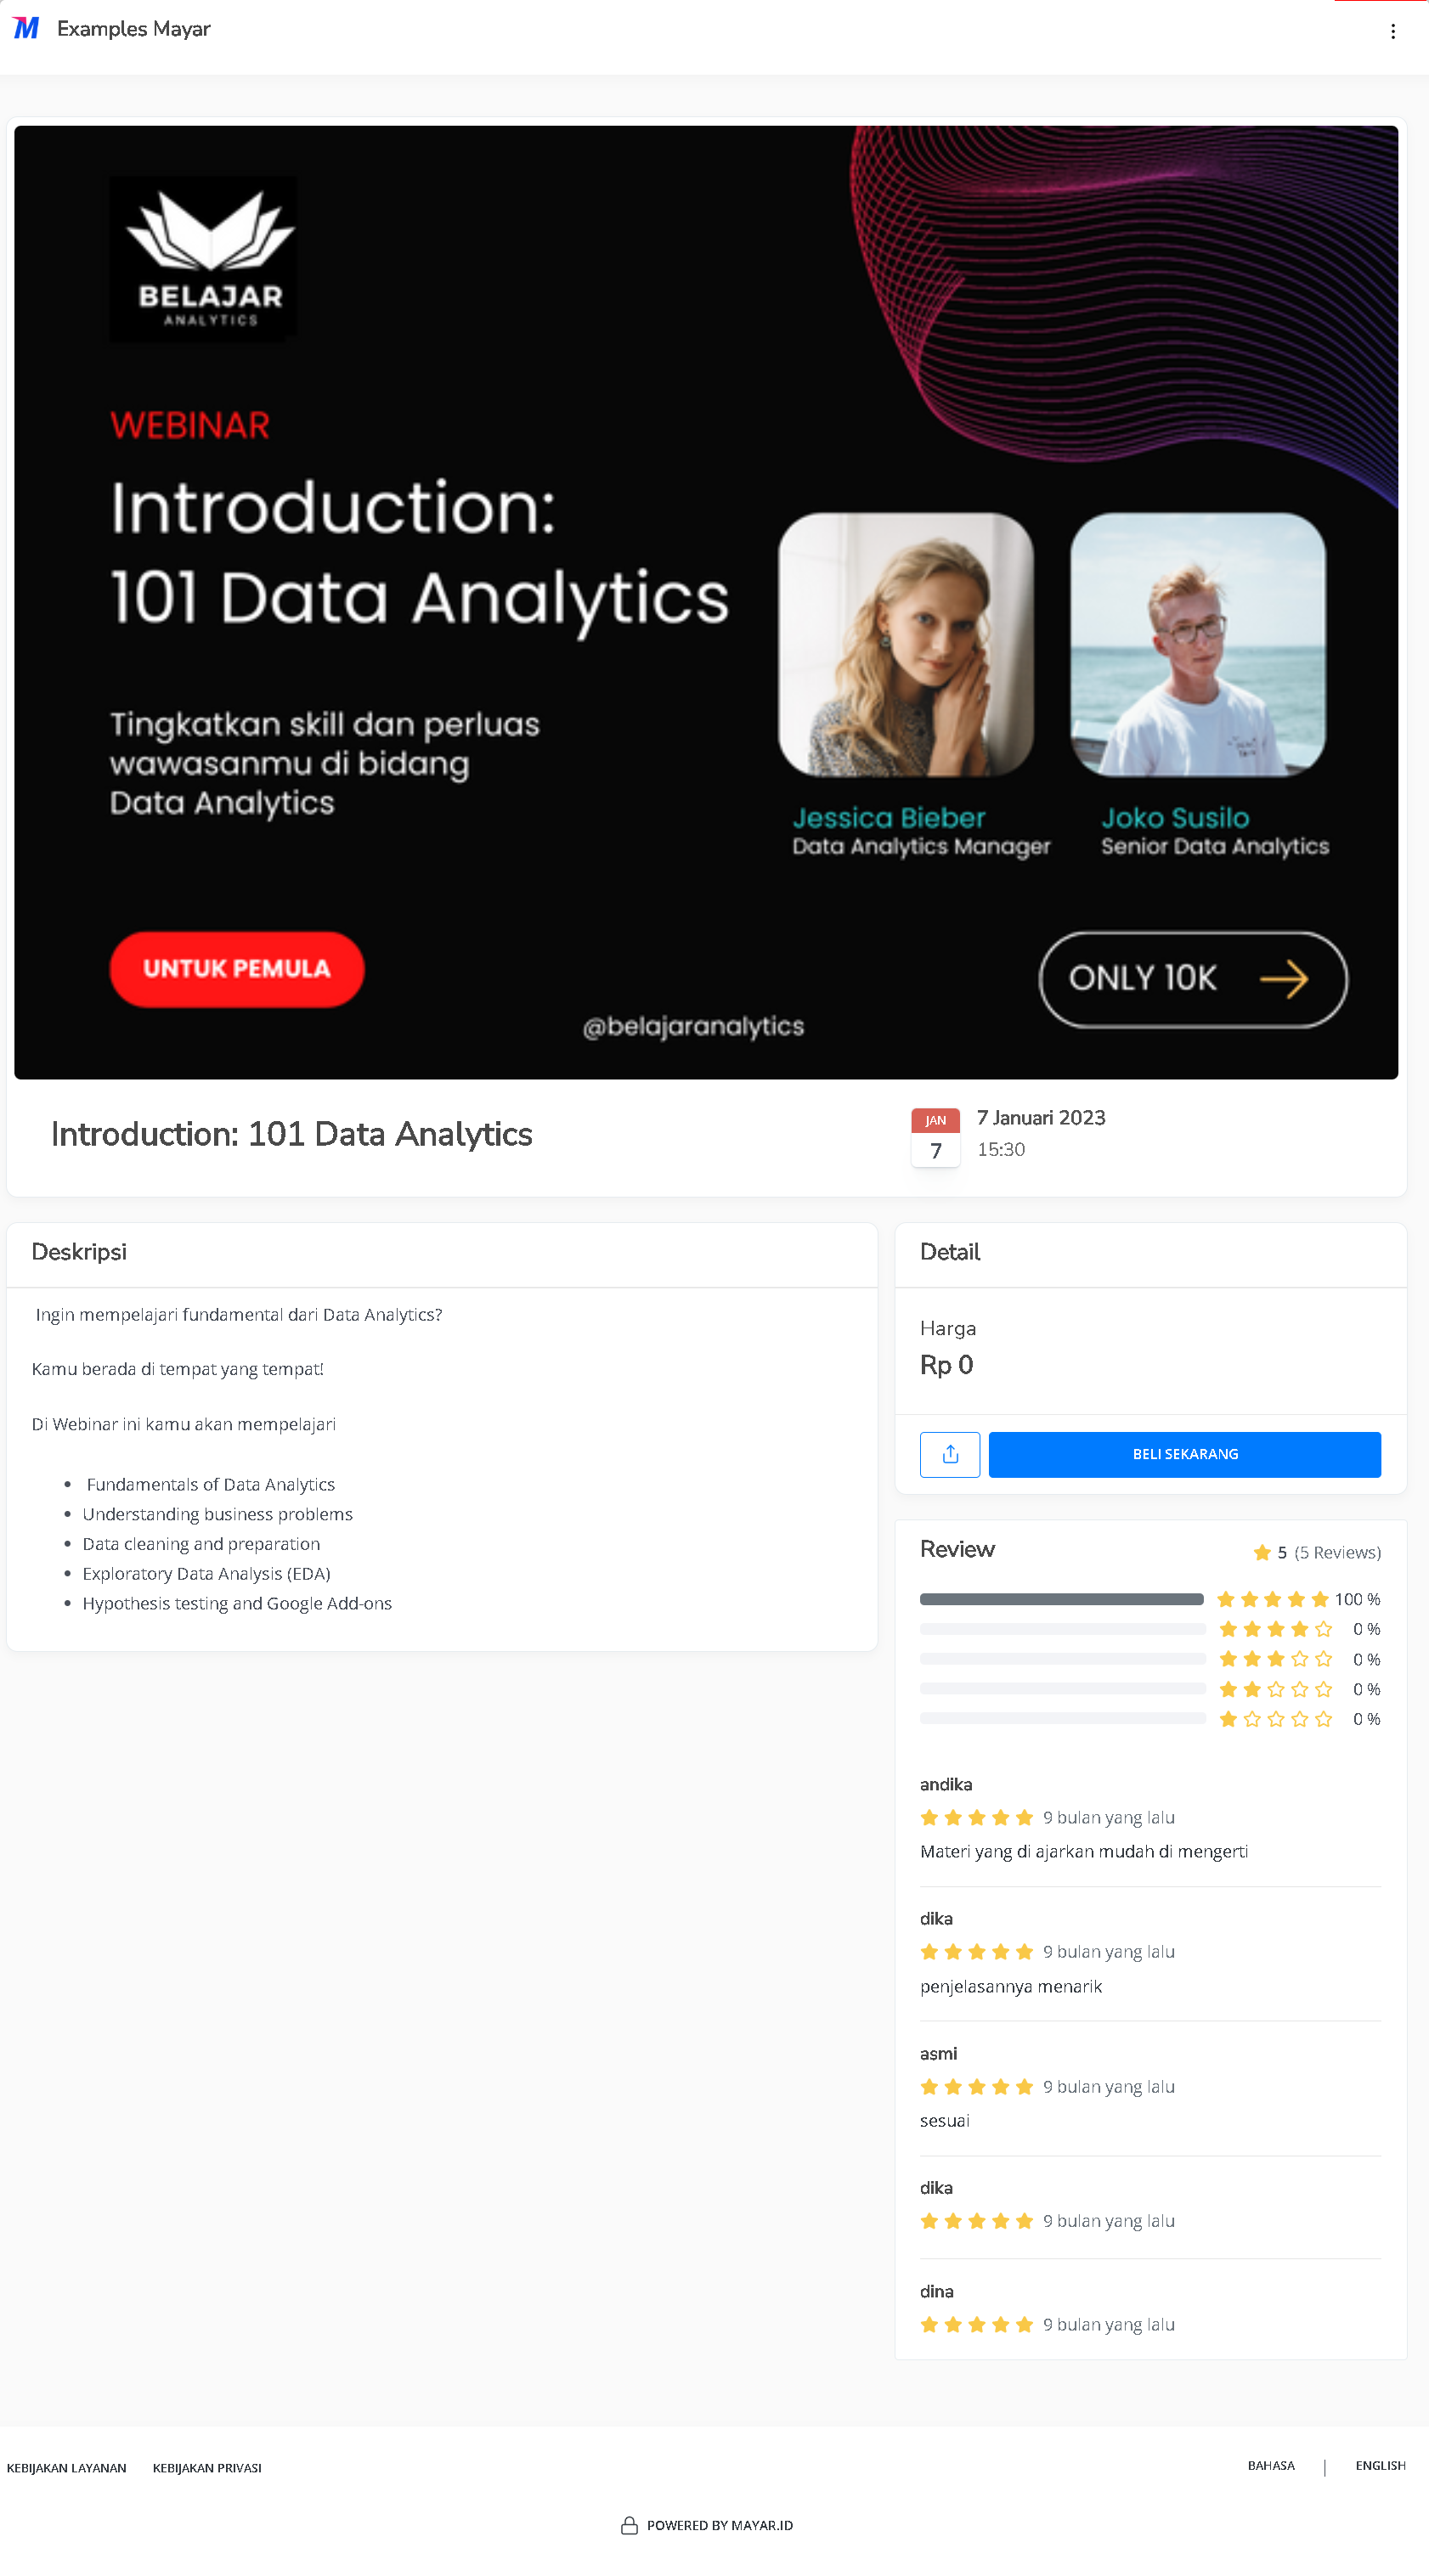 Examples Mayar
BELAJAR
ANALYTICS
WEBINAR
Introduction:
101 Data Analytics
Tingkatkan skill dan perluas
wawasanmu di bidang
Data Analytics
Jessica Bieber
Data Analytics Manager
Joko Susilo
Senior Data Analytics
UNTUK PEMULA
ONLY 10K
@belajaranalytics
Introduction: 101 Data Analytics
JAN
7
7 Januari 2023
15:30
Deskripsi
Ingin mempelajari fundamental dari Data Analytics?
Kamu berada di tempat yang tempat!
Di Webinar ini kamu akan mempelajari
• Fundamentals of Data Analytics
• Understanding business problems
• Data cleaning and preparation
• Exploratory Data Analysis (EDA)
• Hypothesis testing and Google Add-ons
Detail
Harga
Rp 0
BELI SEKARANG
Review
5 (5 Reviews)
100 %
0 %
0 %
0 %
0 %
andika
9 bulan yang lalu
Materi yang di ajarkan mudah di mengerti
dika
9 bulan yang lalu
penjelasannya menarik
asmi
9 bulan yang lalu
sesuai
dika
9 bulan yang lalu
dina
9 bulan yang lalu
KEBIJAKAN LAYANAN KEBIJAKAN PRIVASI
BAHASA | ENGLISH
POWERED BY MAYAR.ID